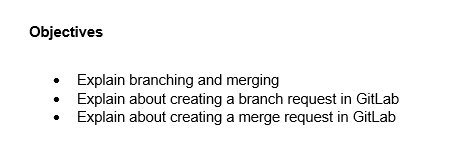 Objectives
• Explain branching and merging
• Explain about creating a branch request in GitLab
• Explain about creating a merge request in GitLab